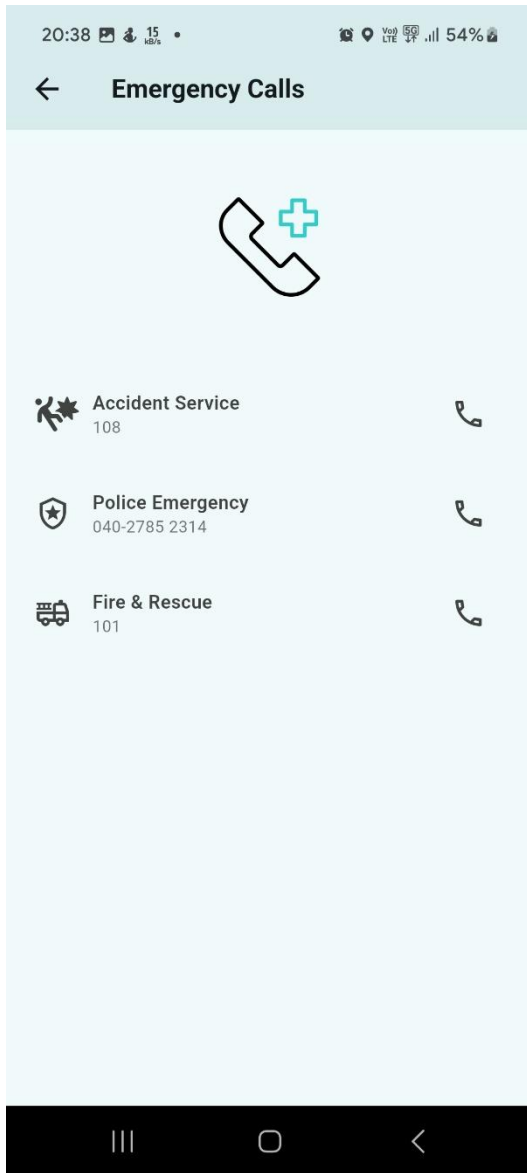 20:38 15 kB/s • Vo)) LTE 5G 54%
Emergency Calls
Accident Service
108
Police Emergency
040-2785 2314
Fire & Rescue
101